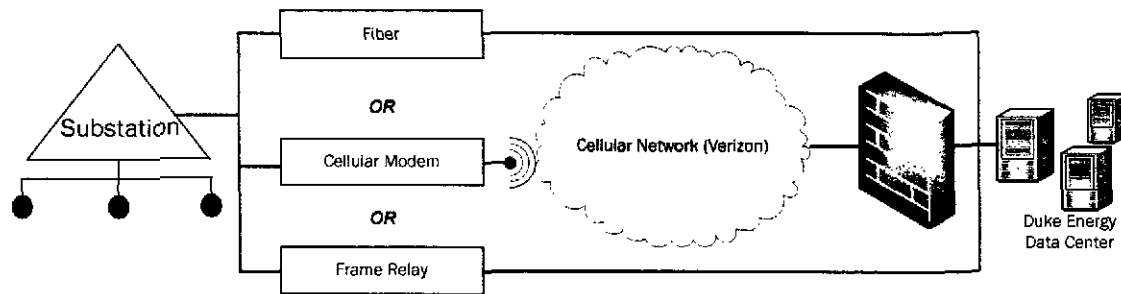 Fiber
OR
Substation
Cellular Modem
Cellular Network (Verizon)
OR
Frame Relay
Duke Energy
Data Center